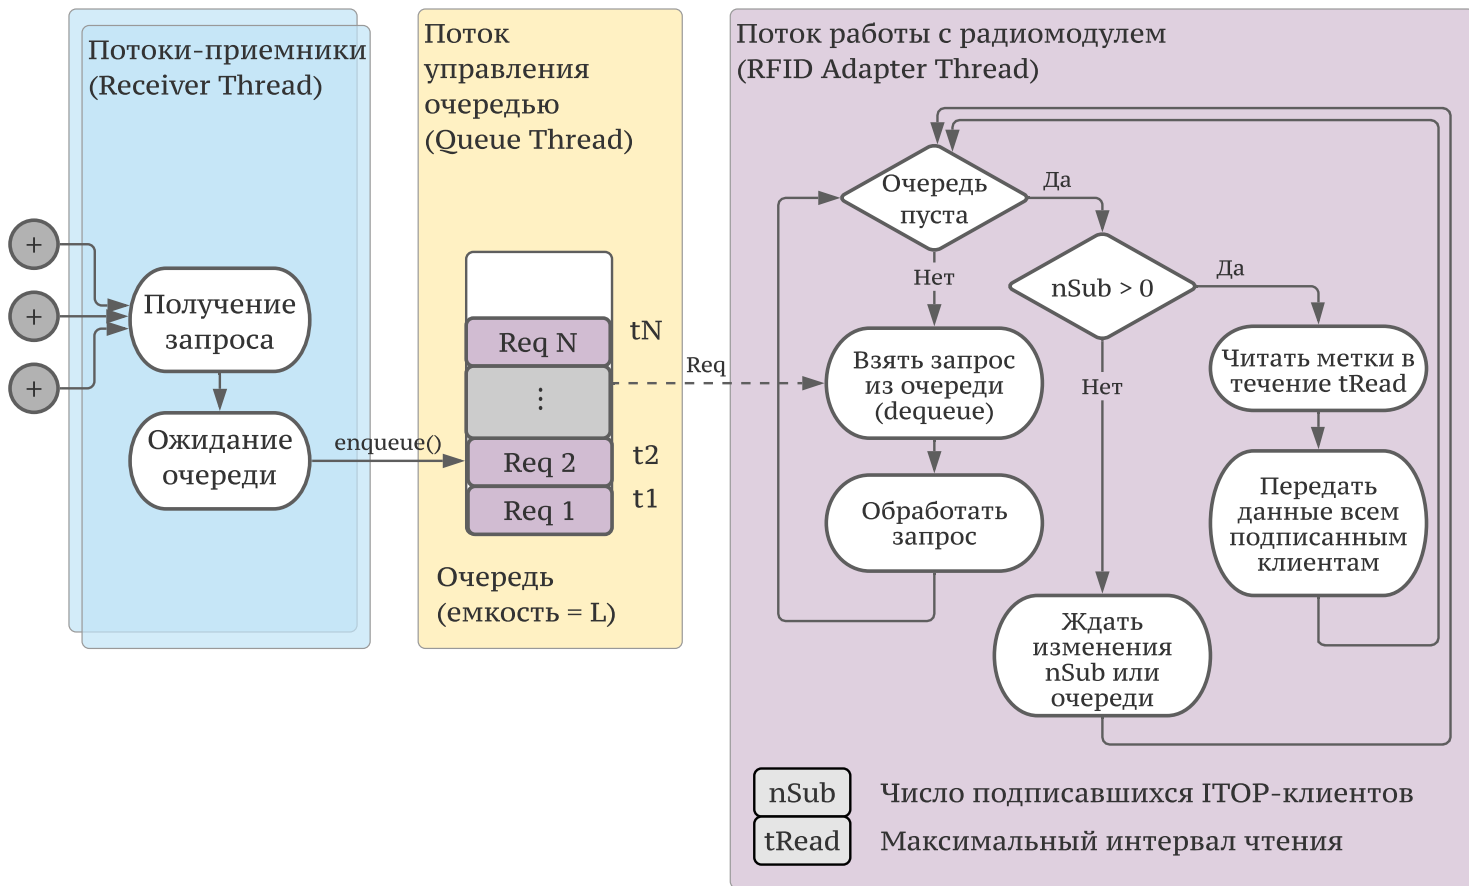 Потоки-приемники
(Receiver Thread)
+
+
+
Получение
запроса
Ожидание
очереди
enqueue()
Поток
управления
очередью
(Queue Thread)
Req N
tN
⋮
Req 2
t2
Req 1
t1
Очередь
(емкость = L)
Req
Поток работы с радиомодулем
(RFID Adapter Thread)
Очередь
пуста
Да
Нет
nSub > 0
Да
Нет
Взять запрос
из очереди
(dequeue)
Обработать
запрос
Читать метки в
течение tRead
Передать
данные всем
подписанным
клиентам
Ждать
изменения
nSub или
очереди
nSub
Число подписавшихся ITOP-клиентов
tRead
Максимальный интервал чтения